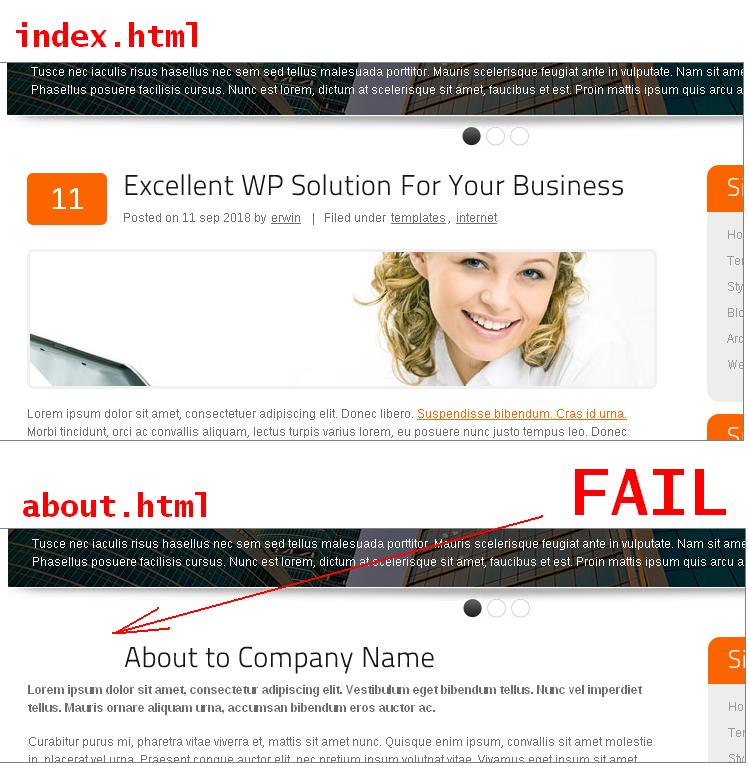 index.html
Tusce nec iaculis risus hasellus nec sem sed tellus malesuada porttitor. Mauris scelerisque feugiat ante in vulputate. Nam sit ame
Phasellus posuere facilisis cursus. Nunc est lorem, dictum at scelerisque sit amet, faucibus et est. Proin mattis ipsum quis arcu a
11
Excellent WP Solution For Your Business
Posted on 11 sep 2018 by erwin | Filed under templates, internet
Si
Ho
Ter
Sty
Blo
Arc
We
Lorem ipsum dolor sit amet, consectetuer adipiscing elit. Donec libero. Suspendisse bibendum. Cras id urna.
Morbi tincidunt, orci ac convallis aliquam, lectus turpis varius lorem, eu posuere nunc justo tempus leo. Donec
S
about.html
FAIL
Tusce nec iaculis risus hasellus nec sem sed tellus malesuada porttitor. Mauris scelerisque feugiat ante in vulputate. Nam sit ame
Phasellus posuere facilisis cursus. Nunc est lorem, dictum at scelerisque sit amet, faucibus et est. Proin mattis ipsum quis arcu a
About to Company Name
Si
Lorem ipsum dolor sit amet, consectetur adipiscing elit. Vestibulum eget bibendum tellus. Nunc vel imperdiet
tellus. Mauris ornare aliquam urna, accumsan bibendum eros auctor ac.
Ho
Ter
Sty
Curabitur purus mi, pharetra vitae viverra et, mattis sit amet nunc. Quisque enim ipsum, convallis sit amet molestie
in, placerat vel urna. Praesent congue auctor elit, nec pretium ipsum volutpat vitae. Vivamus eget ipsum sit amet